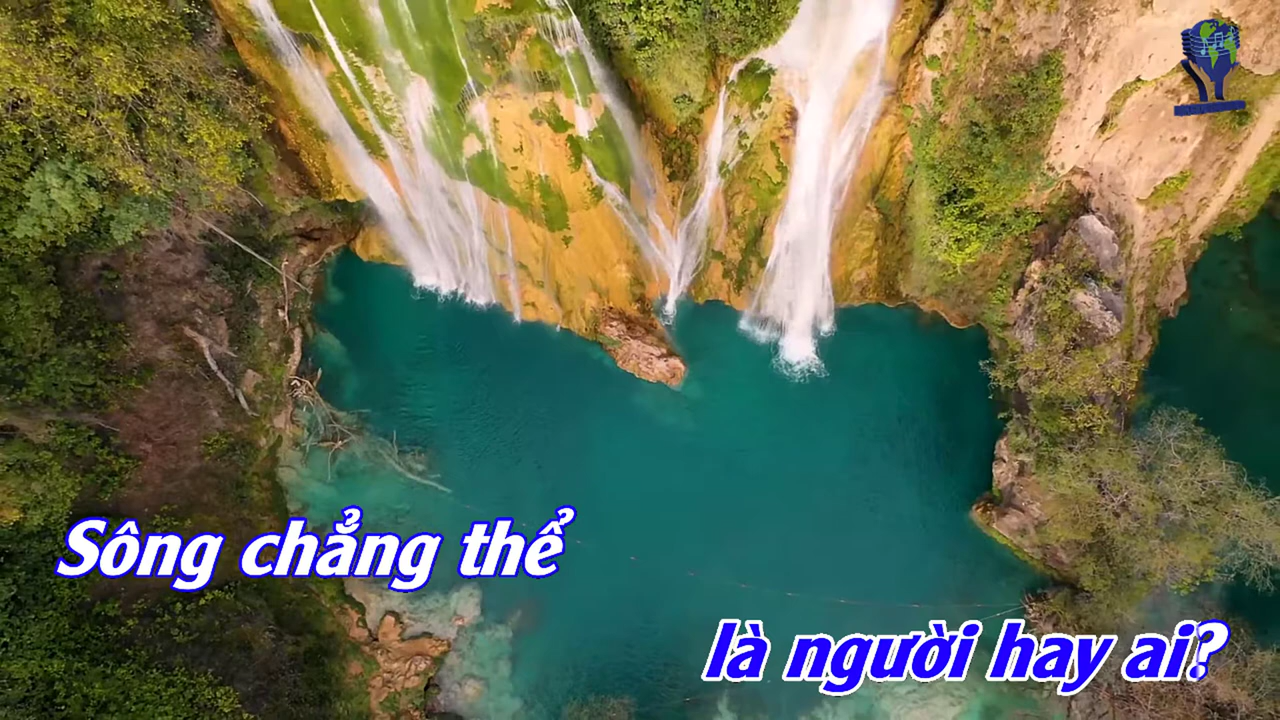 Sông chẳng thể
là người hay ai?